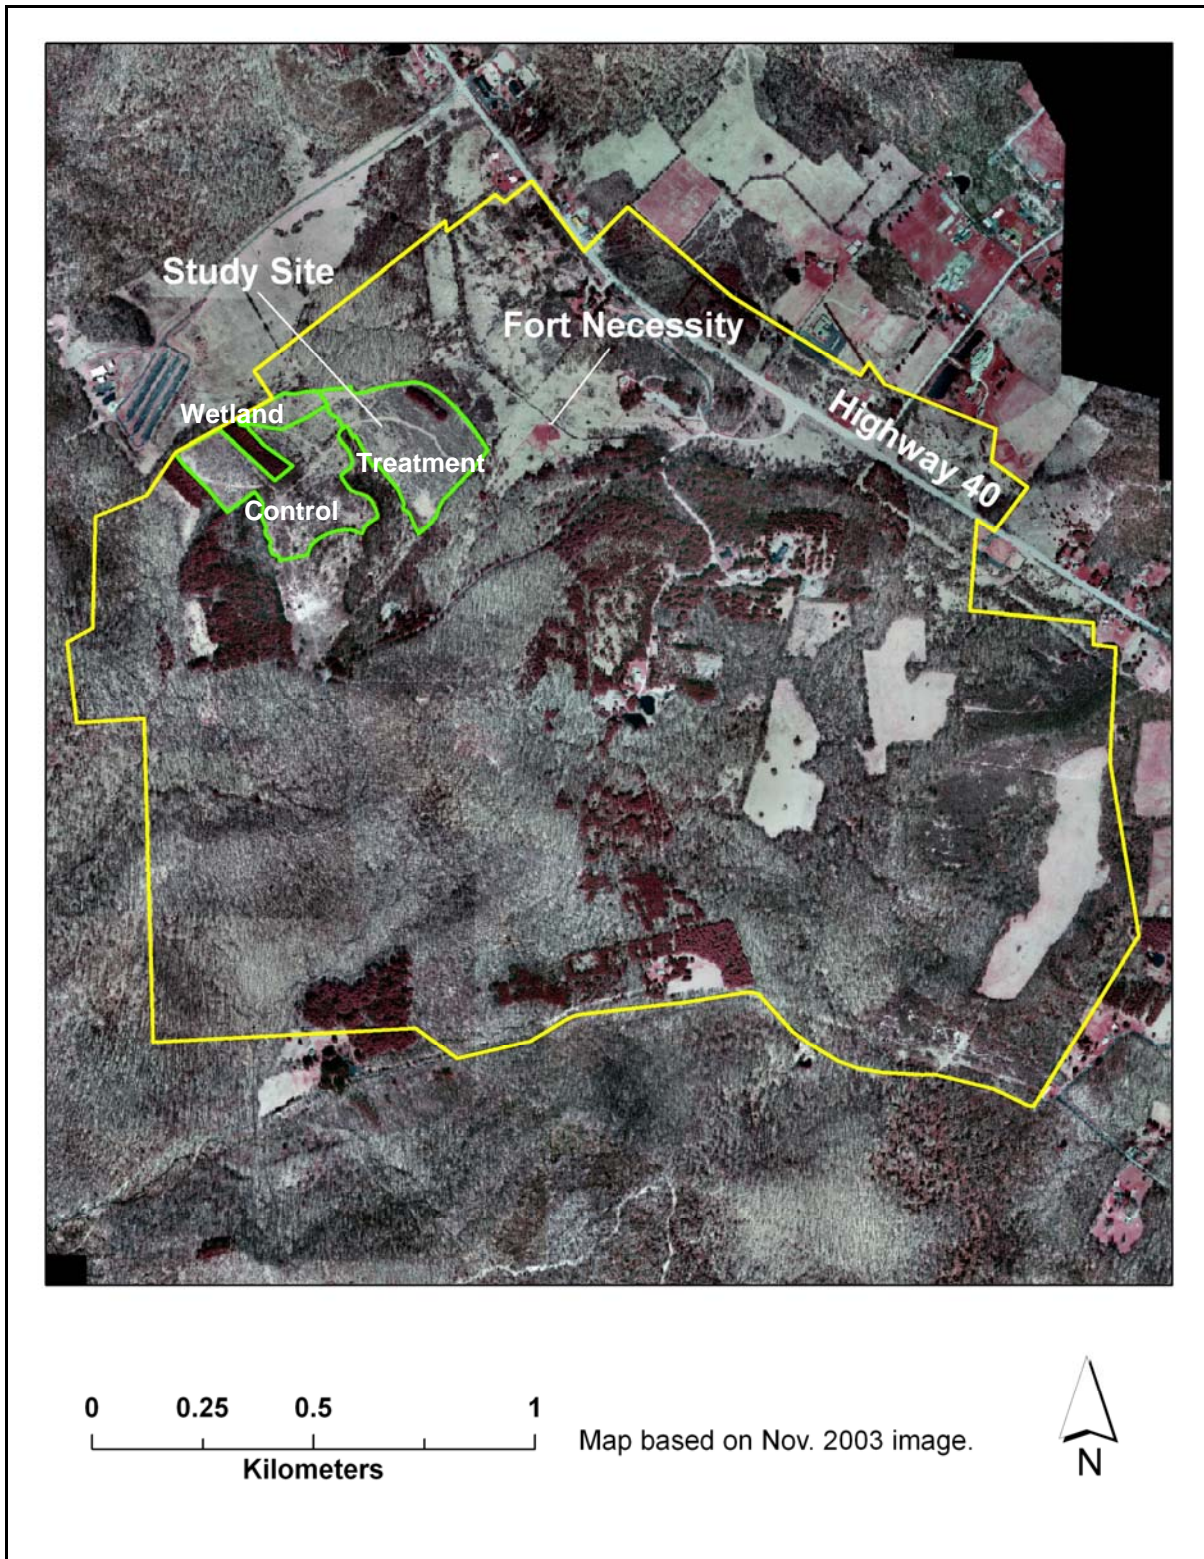 Study Site
Fort Necessity
Wetland
Highway 40
Treatment
Control
0 0.25 0.5 1
Kilometers
Map based on Nov. 2003 image.
N